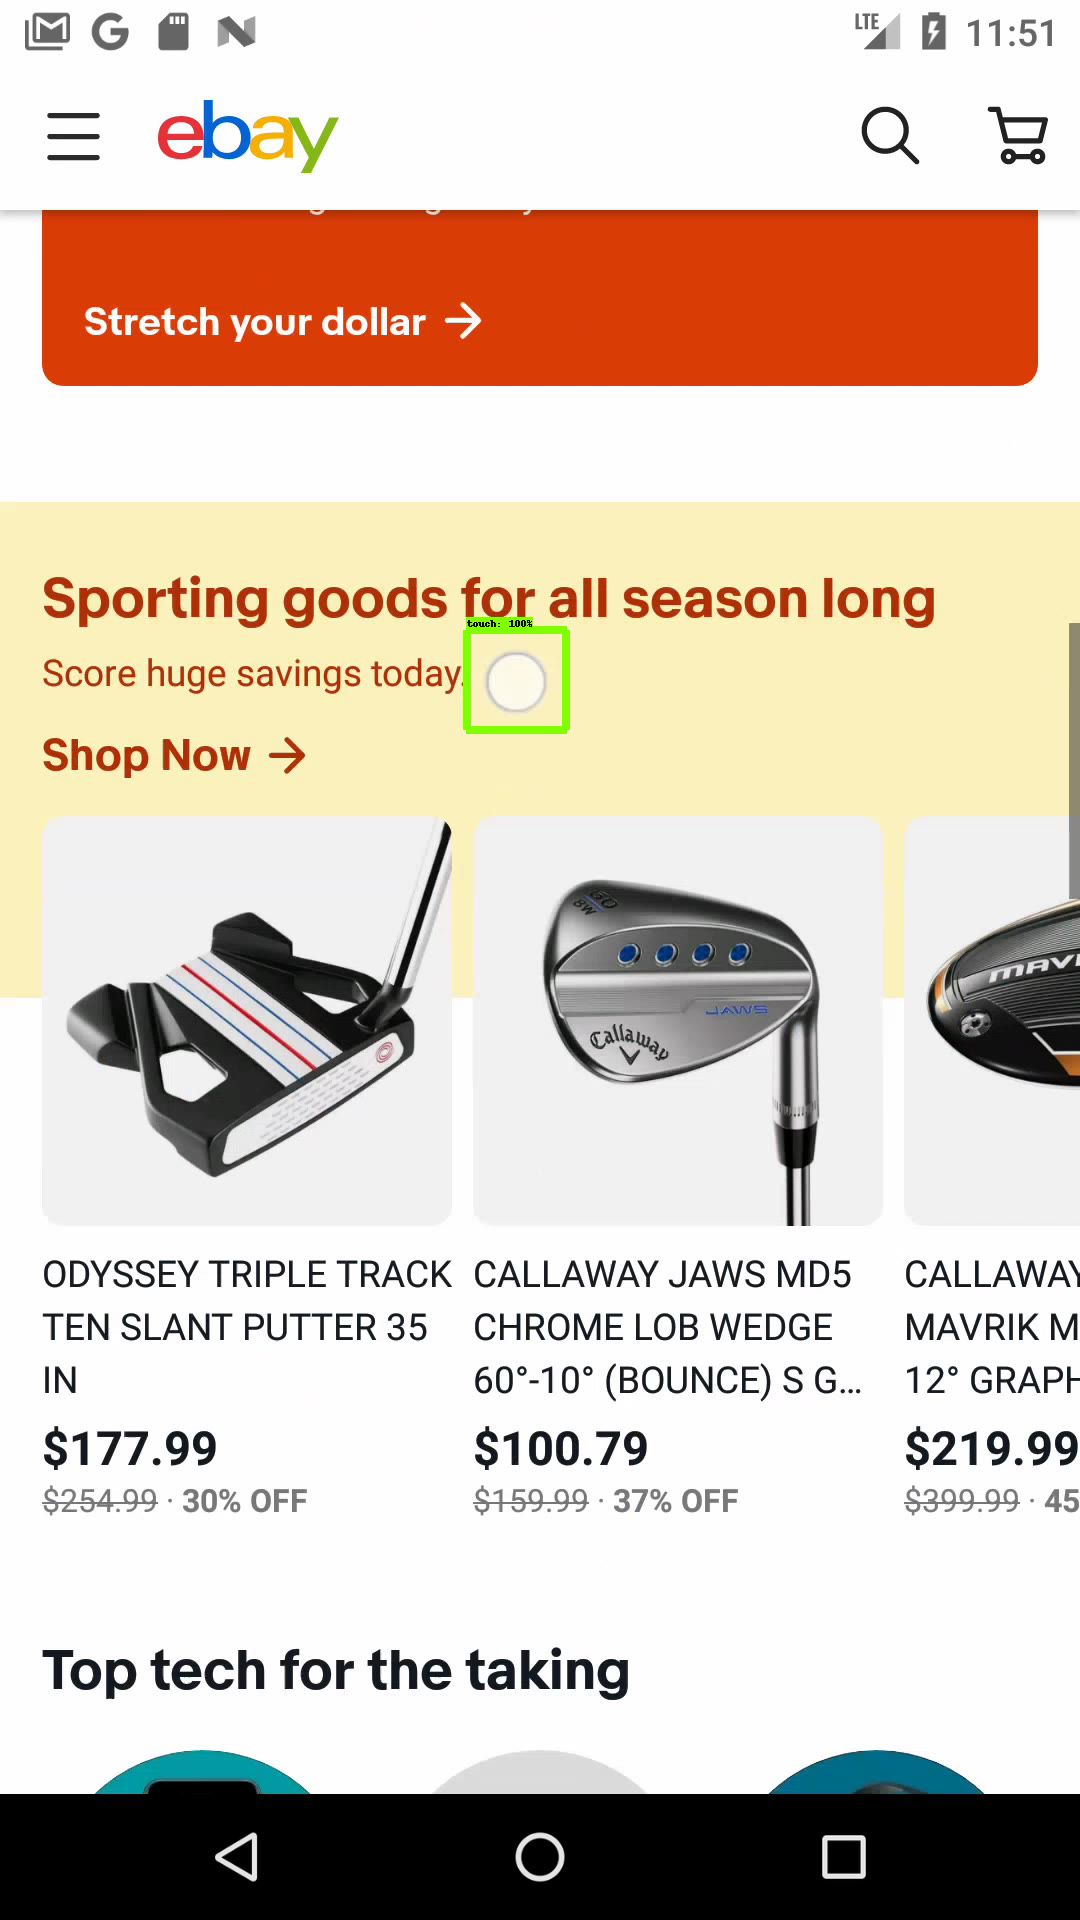 LTE 11:51
ebay
Stretch your dollar
Sporting goods for all season long
touch: 100%
Score huge savings today.
Shop Now
60
BW
JAWS
Callaway
MAVR
ODYSSEY TRIPLE TRACK
TEN SLANT PUTTER 35
IN
$177.99
$254.99 · 30% OFF
CALLAWAY JAWS MD5
CHROME LOB WEDGE
60°-10° (BOUNCE) S G...
$100.79
$159.99 · 37% OFF
CALLAWAY
MAVRIK M
12° GRAPH
$219.99
$399.99 · 45
Top tech for the taking